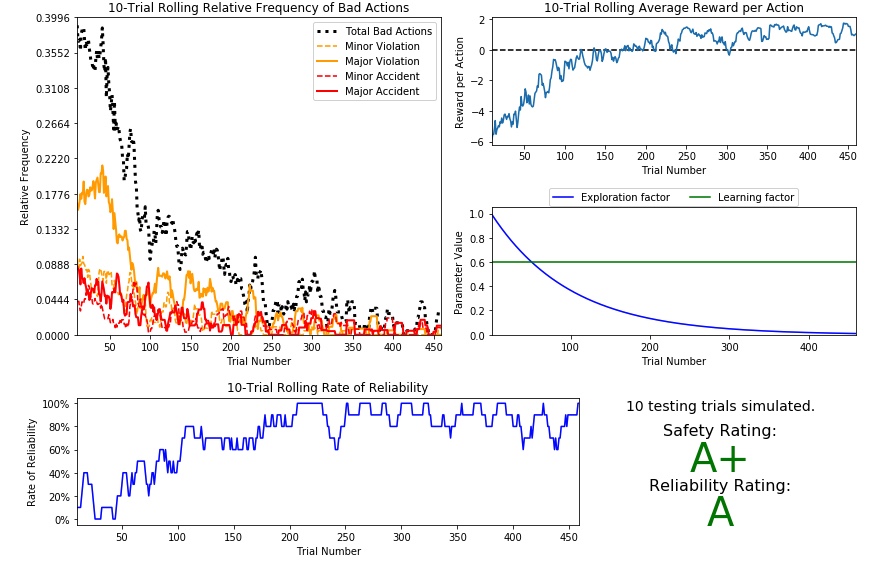 10-Trial Rolling Relative Frequency of Bad Actions
0.3996
0.3552
0.3108
0.2664
0.2220
0.1776
0.1332
0.0888
0.0444
0.0000
Relative Frequency
Total Bad Actions
Minor Violation
Major Violation
Minor Accident
Major Accident
50 100 150 200 250 300 350 400 450
Trial Number
10-Trial Rolling Average Reward per Action
2
0
−2
−4
−6
Reward per Action
50 100 150 200 250 300 350 400 450
Trial Number
Exploration factor Learning factor
1.0
0.8
0.6
0.4
0.2
0.0
Parameter Value
100 200 300 400
Trial Number
10-Trial Rolling Rate of Reliability
100%
80%
60%
40%
20%
0%
Rate of Reliability
50 100 150 200 250 300 350 400 450
Trial Number
10 testing trials simulated.
Safety Rating:
A+
Reliability Rating:
A